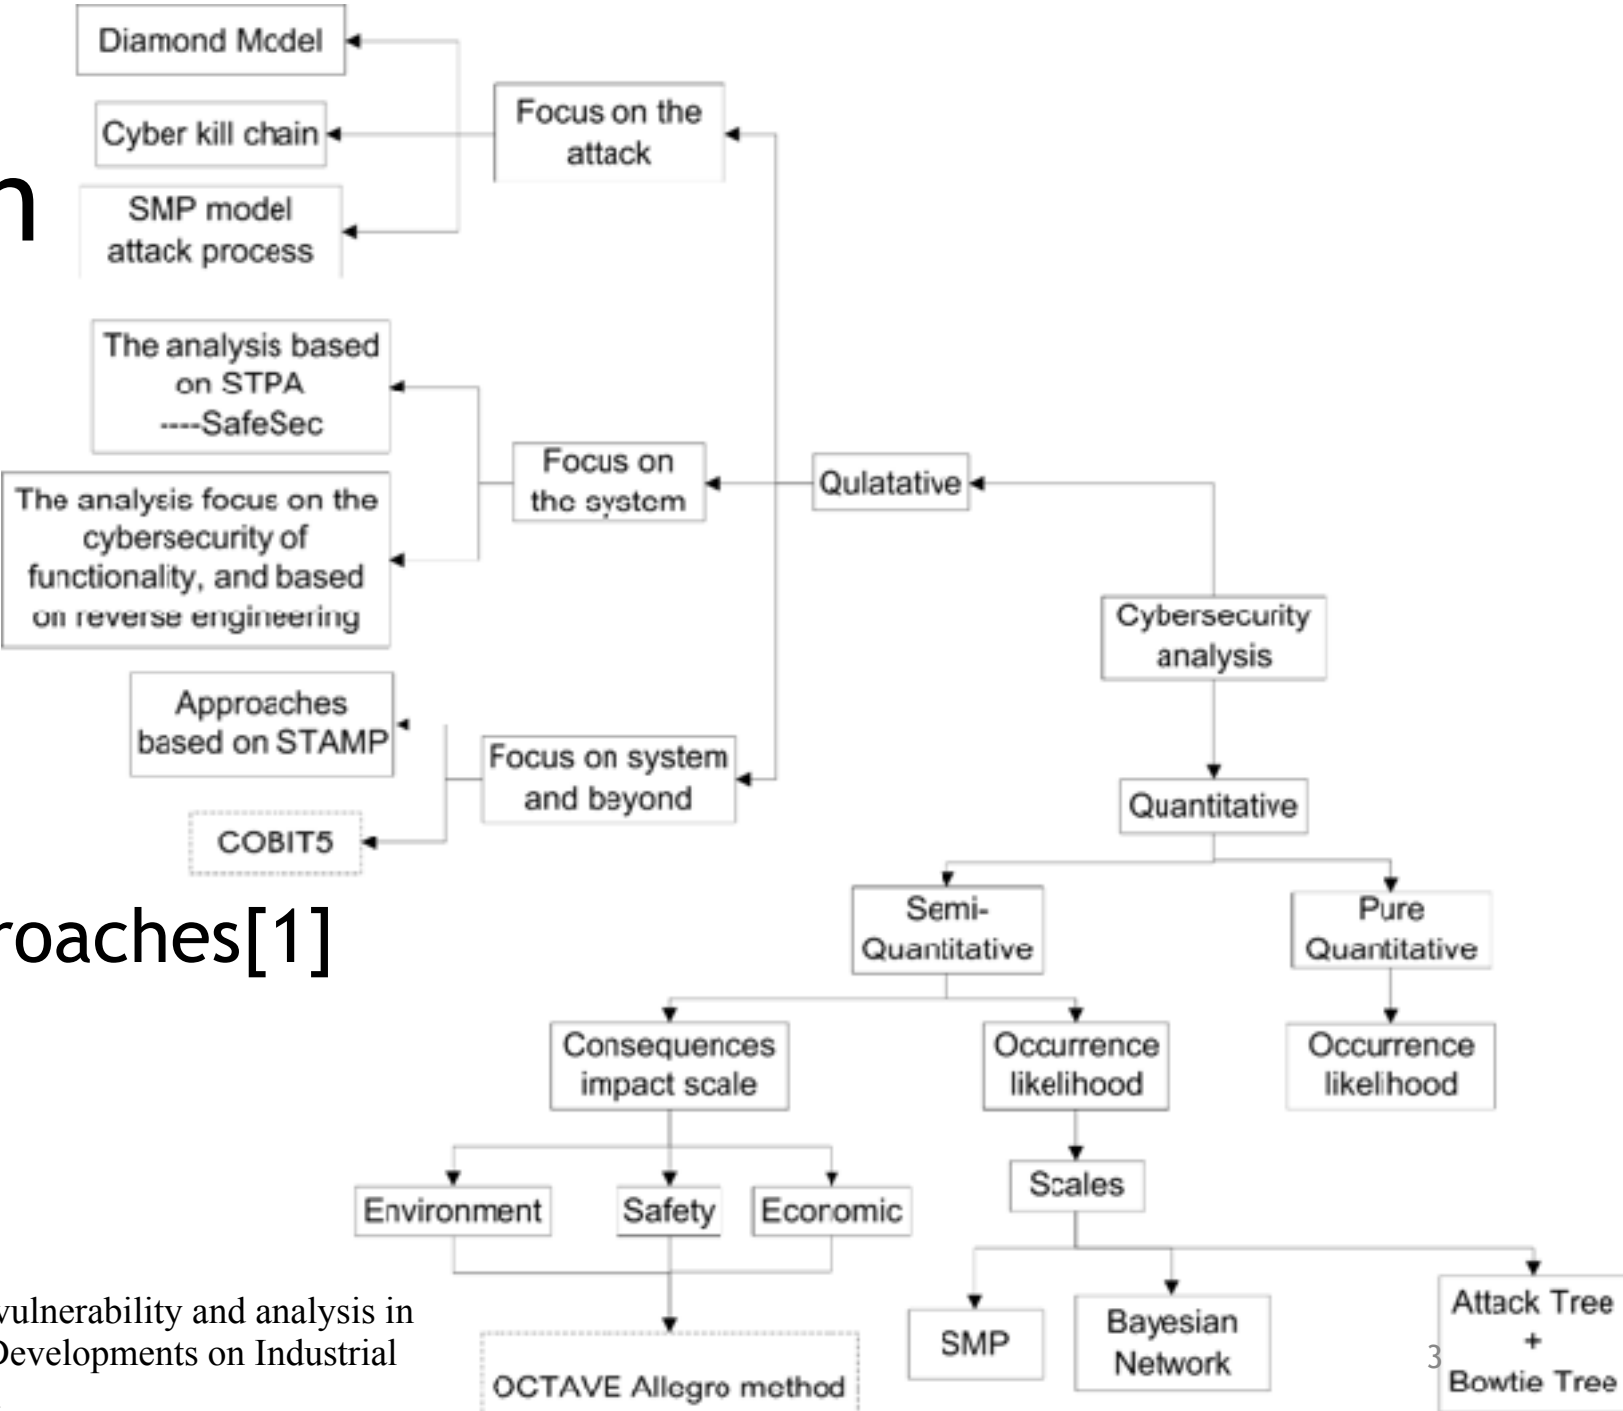 Diamond Model
Cyber kill chain
SMP model
attack process
Focus on the
attack
n
The analysis based
on STPA
----SafeSec
The analysis focus on the
cybersecurity of
functionality, and based
on reverse engineering
Focus on
the system
Qulatative
Approaches
based on STAMP
COBIT5
Focus on system
and beyond
Cybersecurity
analysis
Quantitative
Semi-
Quantitative
Pure
Quantitative
roaches[1]
Consequences
impact scale
Occurrence
likelihood
Occurrence
likelihood
Environment
Safety
Economic
Scales
OCTAVE Allegro method
SMP
Bayesian
Network
Attack Tree
+
Bowtie Tree
vulnerability and analysis in
Developments on Industrial
3